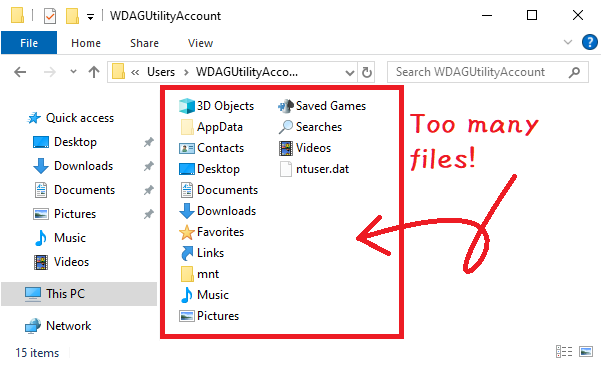 WDAGUtilityAccount
File Home Share View
Users WDAGUtilityAcco...
Search WDAGUtilityAccount
Quick access
Desktop
Downloads
Documents
Pictures
Music
Videos
This PC
Network
3D Objects
AppData
Contacts
Desktop
Documents
Downloads
Favorites
Links
mnt
Music
Pictures
Saved Games
Searches
Videos
ntuser.dat
Too many
files!
15 items